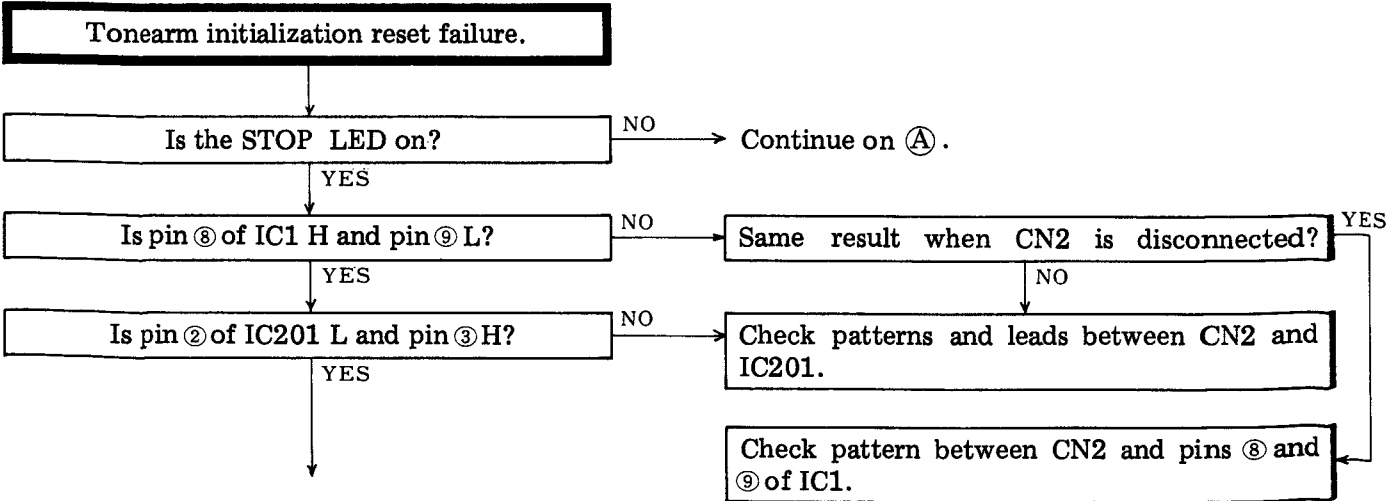 Tonearm initialization reset failure.
Is the STOP LED on?
NO
Continue on Ⓐ.
YES
Is pin ⑧ of IC1 H and pin ⑨ L?
NO
Same result when CN2 is disconnected?
YES
YES
NO
Is pin ② of IC201 L and pin ③ H?
NO
Check patterns and leads between CN2 and
IC201.
YES
Check pattern between CN2 and pins ⑧ and
⑨ of IC1.